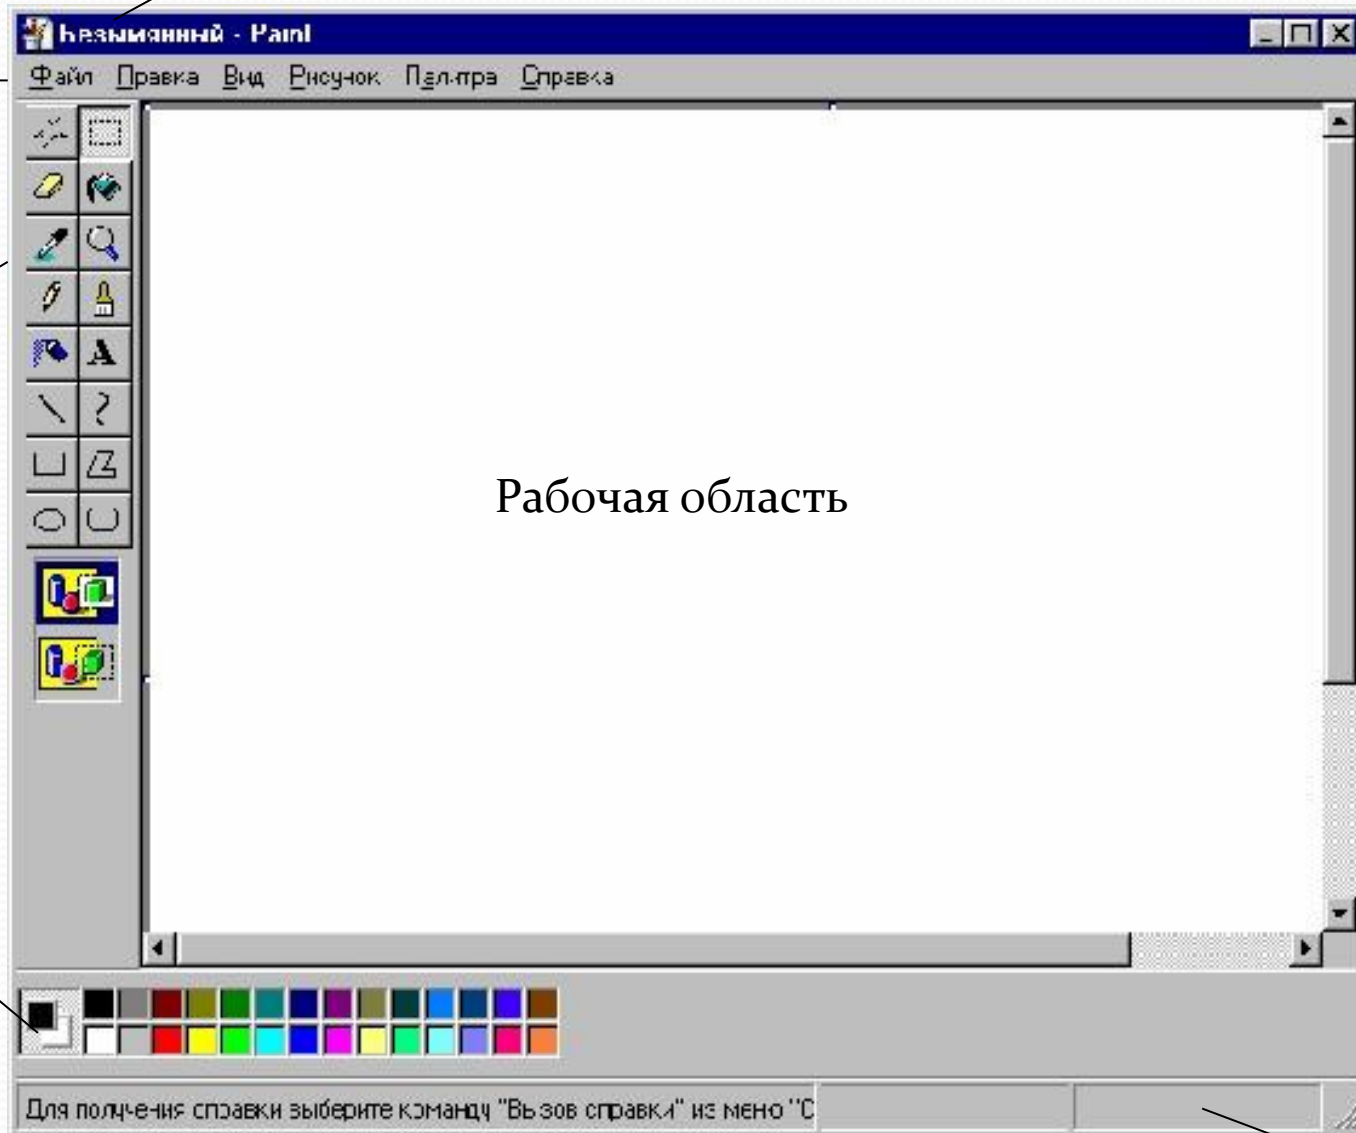 Безымянный - Paint
Файл Правка Вид Рисунок Палитра Справка
A
Рабочая область
Для получения справки выберите команду "Вызов справки" из меню "С